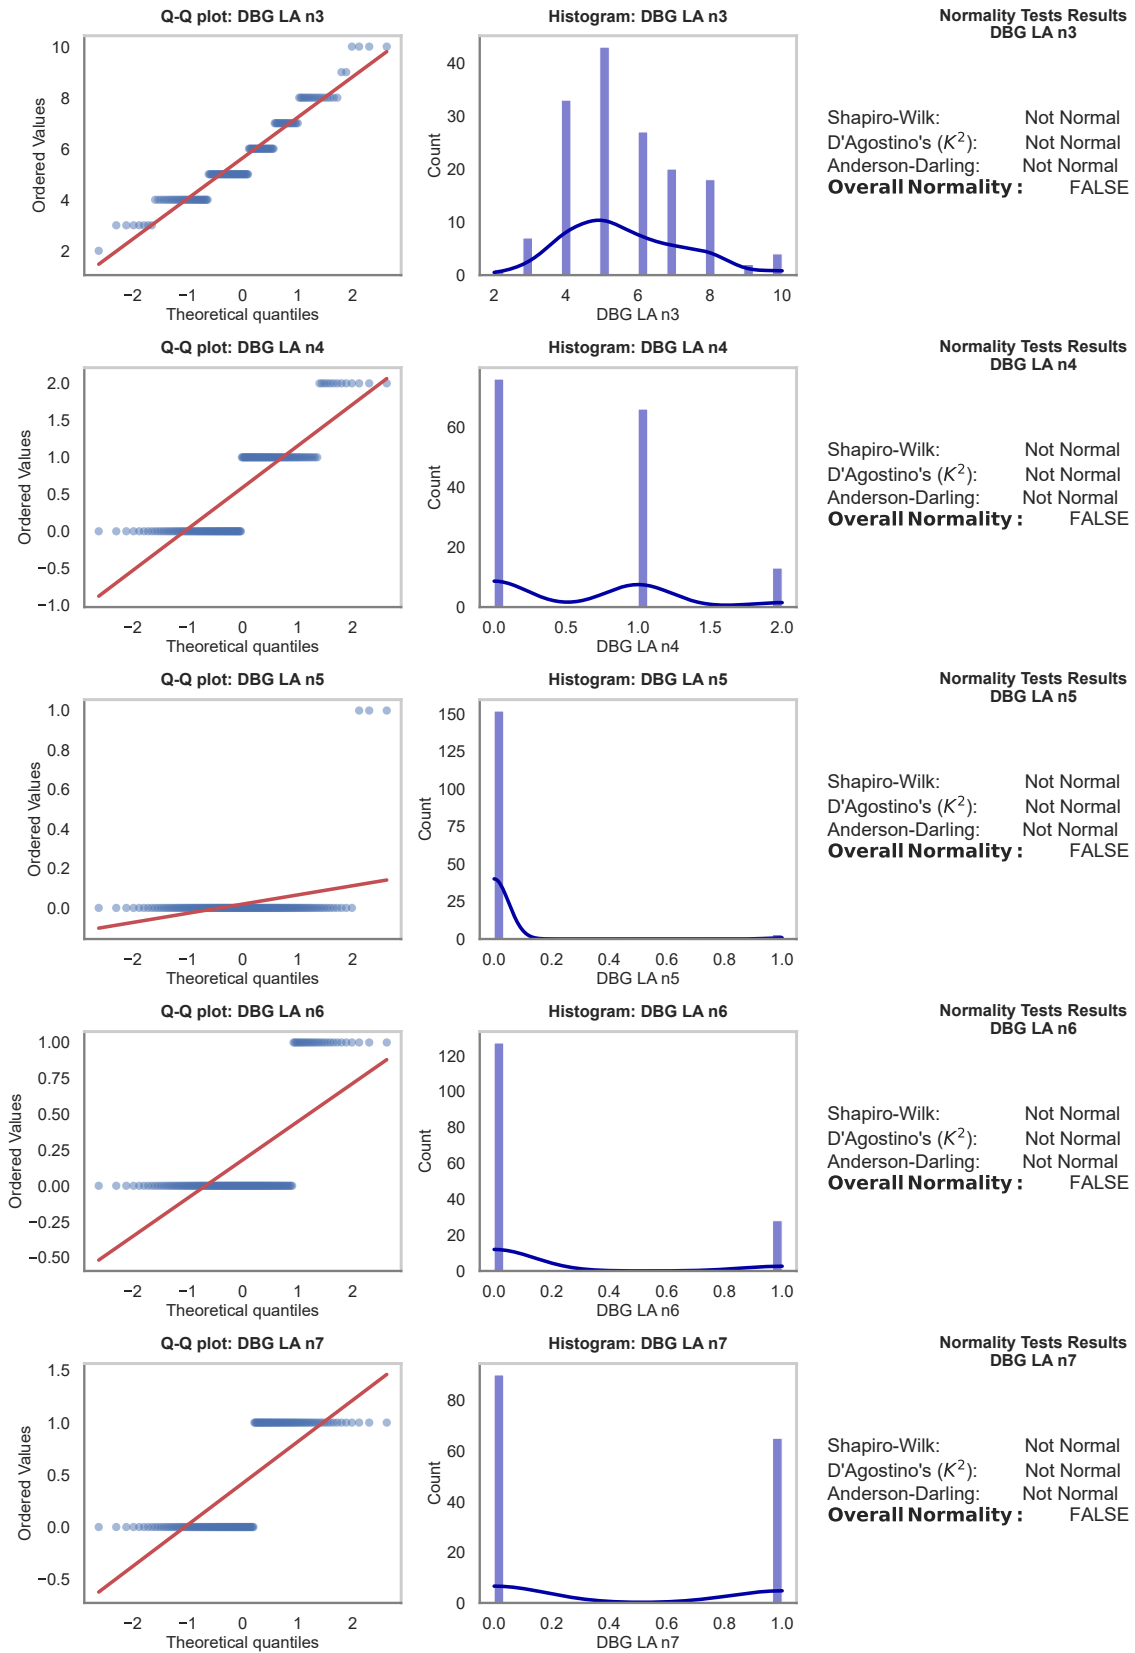 Q-Q plot: DBG LA n3
Ordered Values
10
8
6
4
2
−2 −1 0 1 2
Theoretical quantiles
Histogram: DBG LA n3
Count
40
30
20
10
0
2 4 6 8 10
DBG LA n3
Normality Tests Results
DBG LA n3
Shapiro-Wilk: Not Normal
D'Agostino's (K²): Not Normal
Anderson-Darling: Not Normal
Overall Normality: FALSE
Q-Q plot: DBG LA n4
Ordered Values
2.0
1.5
1.0
0.5
0.0
−0.5
−1.0
−2 −1 0 1 2
Theoretical quantiles
Histogram: DBG LA n4
Count
60
40
20
0
0.0 0.5 1.0 1.5 2.0
DBG LA n4
Normality Tests Results
DBG LA n4
Shapiro-Wilk: Not Normal
D'Agostino's (K²): Not Normal
Anderson-Darling: Not Normal
Overall Normality: FALSE
Q-Q plot: DBG LA n5
Ordered Values
1.0
0.8
0.6
0.4
0.2
0.0
−2 −1 0 1 2
Theoretical quantiles
Histogram: DBG LA n5
Count
150
125
100
75
50
25
0
0.0 0.2 0.4 0.6 0.8 1.0
DBG LA n5
Normality Tests Results
DBG LA n5
Shapiro-Wilk: Not Normal
D'Agostino's (K²): Not Normal
Anderson-Darling: Not Normal
Overall Normality: FALSE
Q-Q plot: DBG LA n6
Ordered Values
1.00
0.75
0.50
0.25
0.00
−0.25
−0.50
−2 −1 0 1 2
Theoretical quantiles
Histogram: DBG LA n6
Count
120
100
80
60
40
20
0
0.0 0.2 0.4 0.6 0.8 1.0
DBG LA n6
Normality Tests Results
DBG LA n6
Shapiro-Wilk: Not Normal
D'Agostino's (K²): Not Normal
Anderson-Darling: Not Normal
Overall Normality: FALSE
Q-Q plot: DBG LA n7
Ordered Values
1.5
1.0
0.5
0.0
−0.5
−2 −1 0 1 2
Theoretical quantiles
Histogram: DBG LA n7
Count
80
60
40
20
0
0.0 0.2 0.4 0.6 0.8 1.0
DBG LA n7
Normality Tests Results
DBG LA n7
Shapiro-Wilk: Not Normal
D'Agostino's (K²): Not Normal
Anderson-Darling: Not Normal
Overall Normality: FALSE